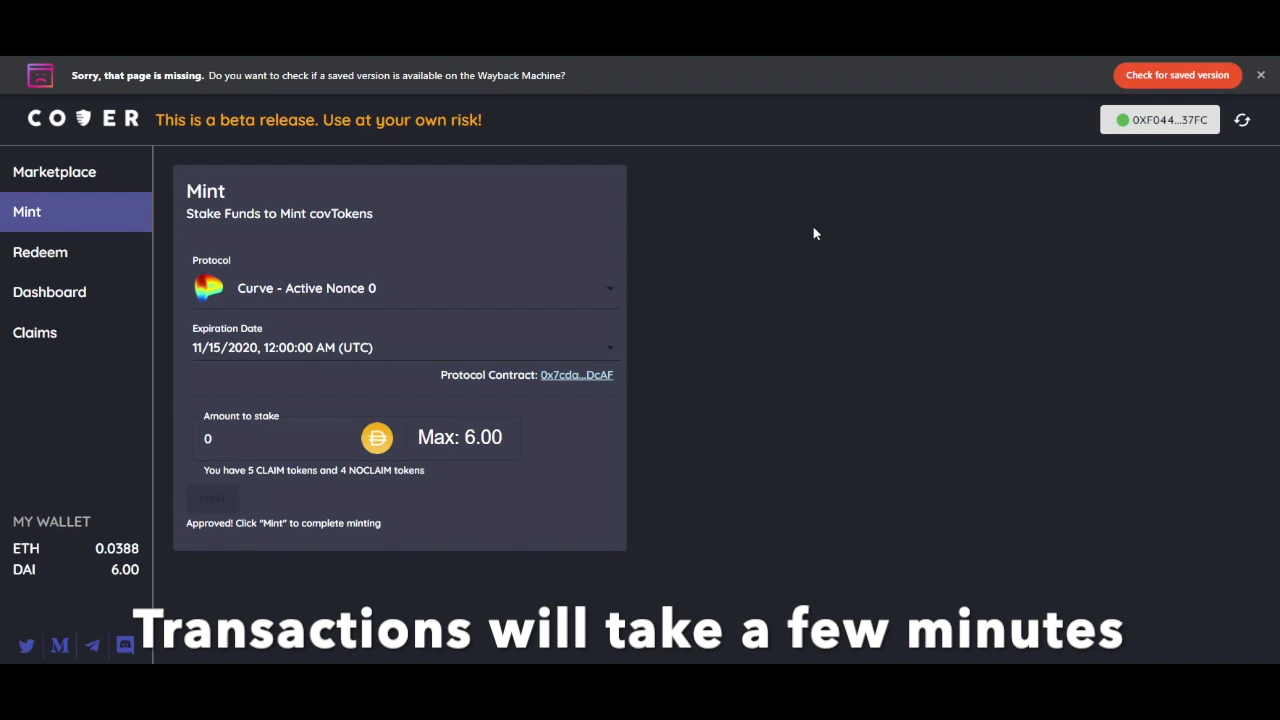 Sorry, that page is missing. Do you want to check if a saved version is available on the Wayback Machine?
Check for saved version
COVER
This is a beta release. Use at your own risk!
0XF044...37FC
Marketplace
Mint
Redeem
Dashboard
Claims
Mint
Stake Funds to Mint covTokens
Protocol
Curve - Active Nonce 0
Expiration Date
11/15/2020, 12:00:00 AM (UTC)
Protocol Contract: 0x7cda...DcAF
Amount to stake
0
Max: 6.00
You have 5 CLAIM tokens and 4 NOCLAIM tokens
MINT
Approved! Click "Mint" to complete minting
MY WALLET
ETH 0.0388
DAI 6.00
Transactions will take a few minutes